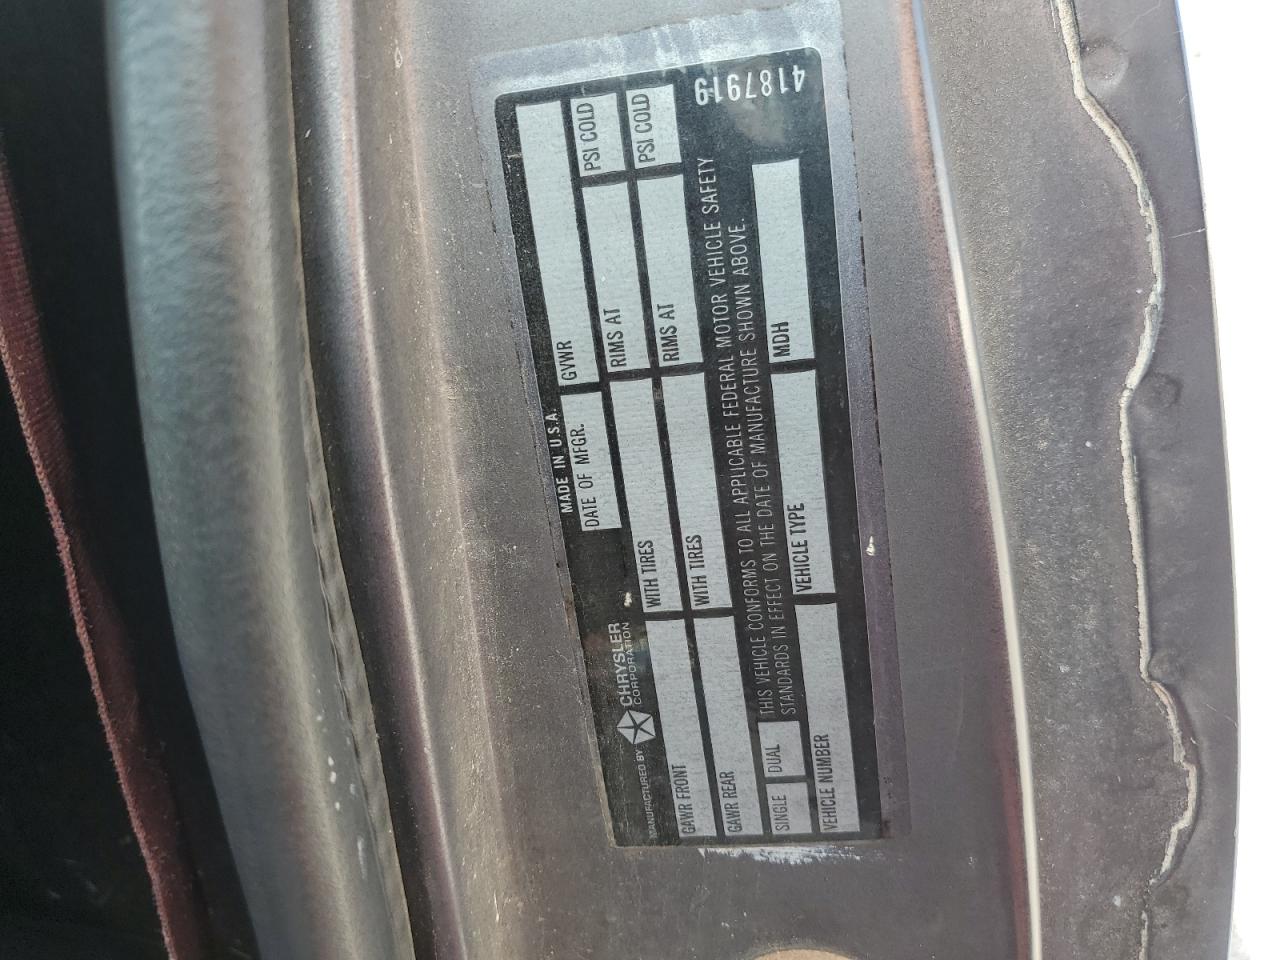 MADE IN U.S.A.
MANUFACTURED BY CHRYSLER CORPORATION
DATE OF MFGR. GVWR
GAWR FRONT WITH TIRES RIMS AT PSI COLD
GAWR REAR WITH TIRES RIMS AT PSI COLD
SINGLE DUAL
THIS VEHICLE CONFORMS TO ALL APPLICABLE FEDERAL MOTOR VEHICLE SAFETY
STANDARDS IN EFFECT ON THE DATE OF MANUFACTURE SHOWN ABOVE.
VEHICLE NUMBER VEHICLE TYPE MDH
4187919